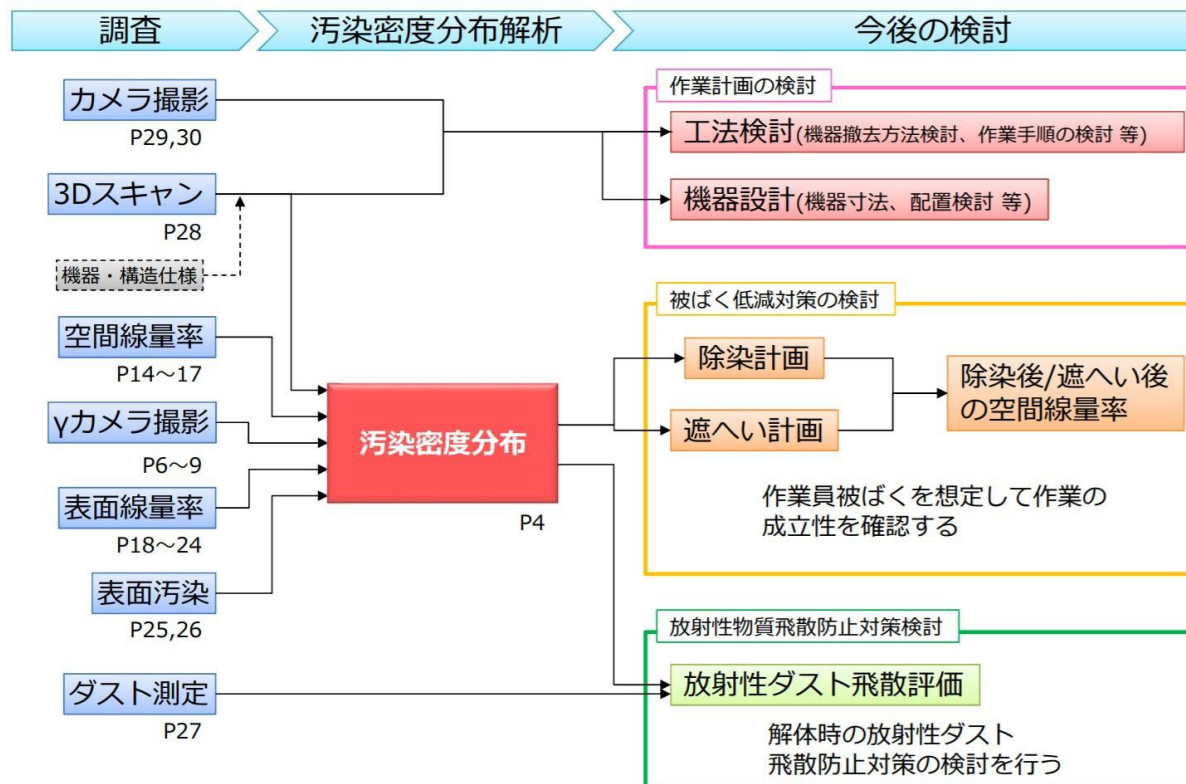 調査
汚染密度分布解析
今後の検討
カメラ撮影
P29,30
3Dスキャン
P28
機器・構造仕様
空間線量率
P14～17
γカメラ撮影
P6～9
表面線量率
P18～24
表面汚染
P25,26
ダスト測定
P27
汚染密度分布
P4
作業計画の検討
工法検討(機器撤去方法検討、作業手順の検討 等)
機器設計(機器寸法、配置検討 等)
被ばく低減対策の検討
除染計画
遮へい計画
除染後/遮へい後
の空間線量率
作業員被ばくを想定して作業の
成立性を確認する
放射性物質飛散防止対策検討
放射性ダスト飛散評価
解体時の放射性ダスト
飛散防止対策の検討を行う